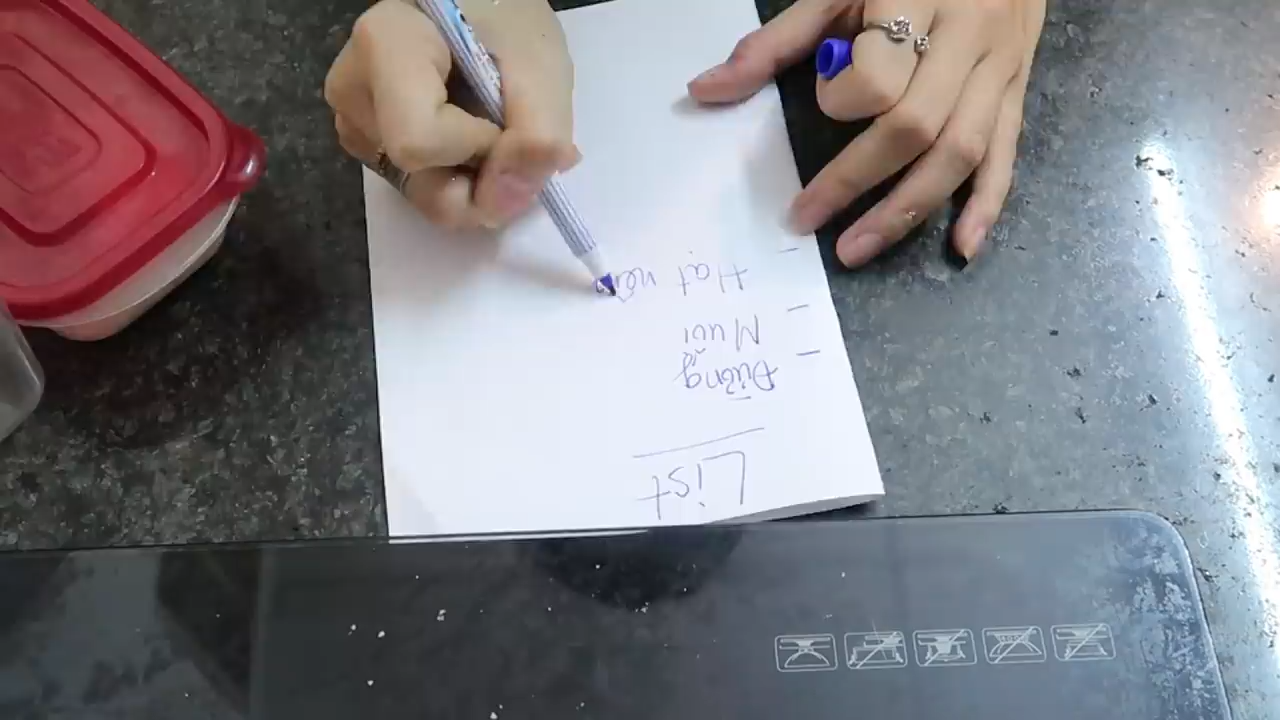 List
- Đường
- Muối
- Hạt nêm